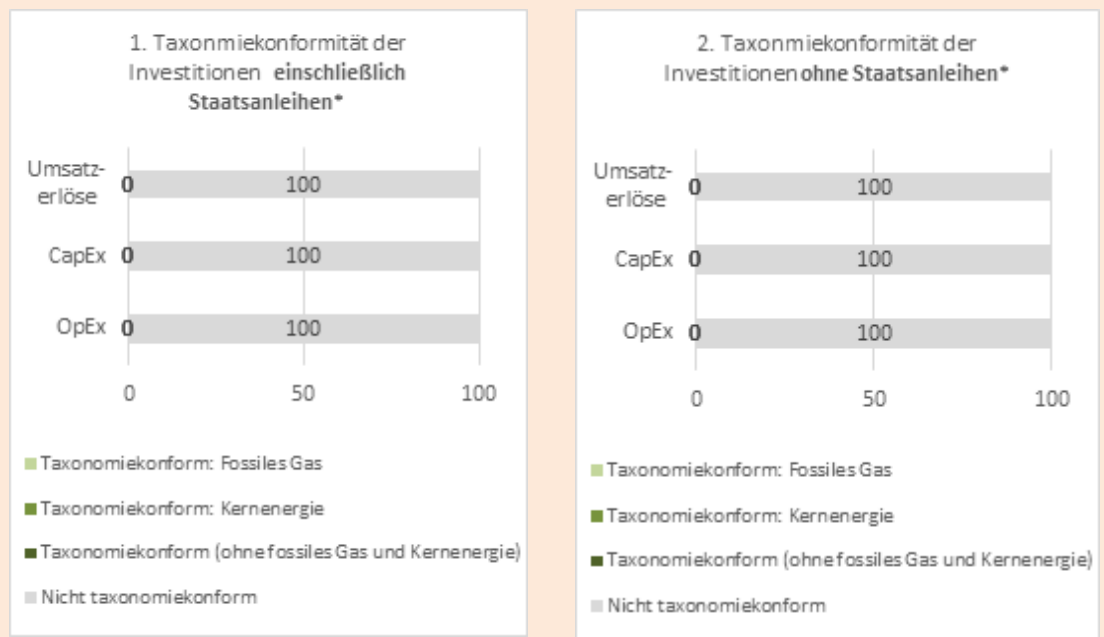 1. Taxonmiekonformität der
Investitionen einschließlich
Staatsanleihen*
Umsatz-
erlöse
0
100
CapEx
0
100
OpEx
0
100
0
50
100
Taxonomiekonform: Fossiles Gas
Taxonomiekonform: Kernenergie
Taxonomiekonform (ohne fossiles Gas und Kernenergie)
Nicht taxonomiekonform
2. Taxonmiekonformität der
Investitionen ohne Staatsanleihen*
Umsatz-
erlöse
0
100
CapEx
0
100
OpEx
0
100
0
50
100
Taxonomiekonform: Fossiles Gas
Taxonomiekonform: Kernenergie
Taxonomiekonform (ohne fossiles Gas und Kernenergie)
Nicht taxonomiekonform